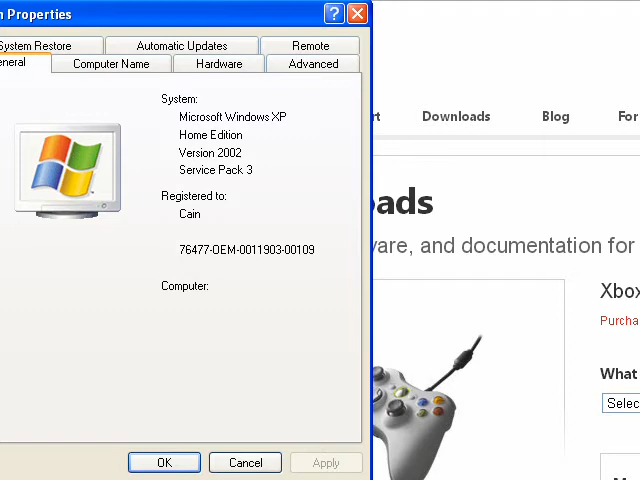 n Properties
System Restore
Automatic Updates
Remote
eneral
Computer Name
Hardware
Advanced
System:
Microsoft Windows XP
Home Edition
Version 2002
Service Pack 3
Registered to:
Cain
76477-OEM-0011903-00109
Computer:
OK
Cancel
Apply
rt
Downloads
Blog
For
oads
ware, and documentation for
Xbox
Purcha
What
Selec